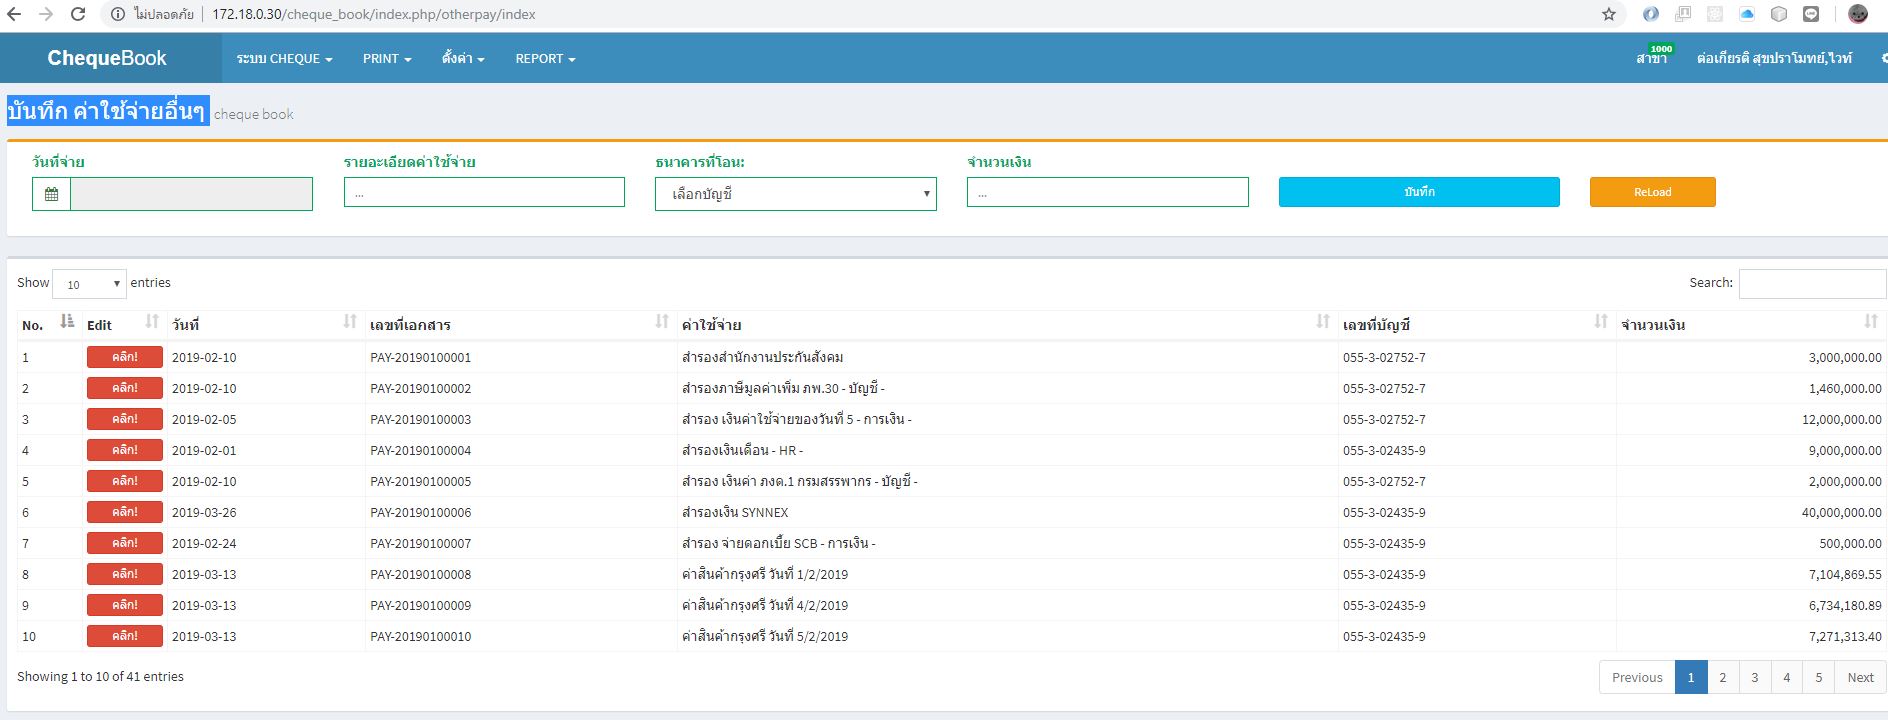 ไม่ปลอดภัย | 172.18.0.30/cheque_book/index.php/otherpay/index
ChequeBook ระบบ CHEQUE PRINT ตั้งค่า REPORT สาขา 1000 ต่อเกียรติ สุขปราโมทย์,ไวท์
บันทึก ค่าใช้จ่ายอื่นๆ cheque book
วันที่จ่าย รายอะเอียดค่าใช้จ่าย ธนาคารที่โอน: จำนวนเงิน
... เลือกบัญชี ... บันทึก ReLoad
Show 10 entries Search:
No. Edit วันที่ เลขที่เอกสาร ค่าใช้จ่าย เลขที่บัญชี จำนวนเงิน
1 คลิก! 2019-02-10 PAY-20190100001 สำรองสำนักงานประกันสังคม 055-3-02752-7 3,000,000.00
2 คลิก! 2019-02-10 PAY-20190100002 สำรองภาษีมูลค่าเพิ่ม ภพ.30 - บัญชี - 055-3-02752-7 1,460,000.00
3 คลิก! 2019-02-05 PAY-20190100003 สำรอง เงินค่าใช้จ่ายของวันที่ 5 - การเงิน - 055-3-02752-7 12,000,000.00
4 คลิก! 2019-02-01 PAY-20190100004 สำรองเงินเดือน - HR - 055-3-02435-9 9,000,000.00
5 คลิก! 2019-02-10 PAY-20190100005 สำรอง เงินค่า ภงด.1 กรมสรรพากร - บัญชี - 055-3-02752-7 2,000,000.00
6 คลิก! 2019-03-26 PAY-20190100006 สำรองเงิน SYNNEX 055-3-02435-9 40,000,000.00
7 คลิก! 2019-02-24 PAY-20190100007 สำรอง จ่ายดอกเบี้ย SCB - การเงิน - 055-3-02435-9 500,000.00
8 คลิก! 2019-03-13 PAY-20190100008 ค่าสินค้ากรุงศรี วันที่ 1/2/2019 055-3-02435-9 7,104,869.55
9 คลิก! 2019-03-13 PAY-20190100009 ค่าสินค้ากรุงศรี วันที่ 4/2/2019 055-3-02435-9 6,734,180.89
10 คลิก! 2019-03-13 PAY-20190100010 ค่าสินค้ากรุงศรี วันที่ 5/2/2019 055-3-02435-9 7,271,313.40
Showing 1 to 10 of 41 entries Previous 1 2 3 4 5 Next